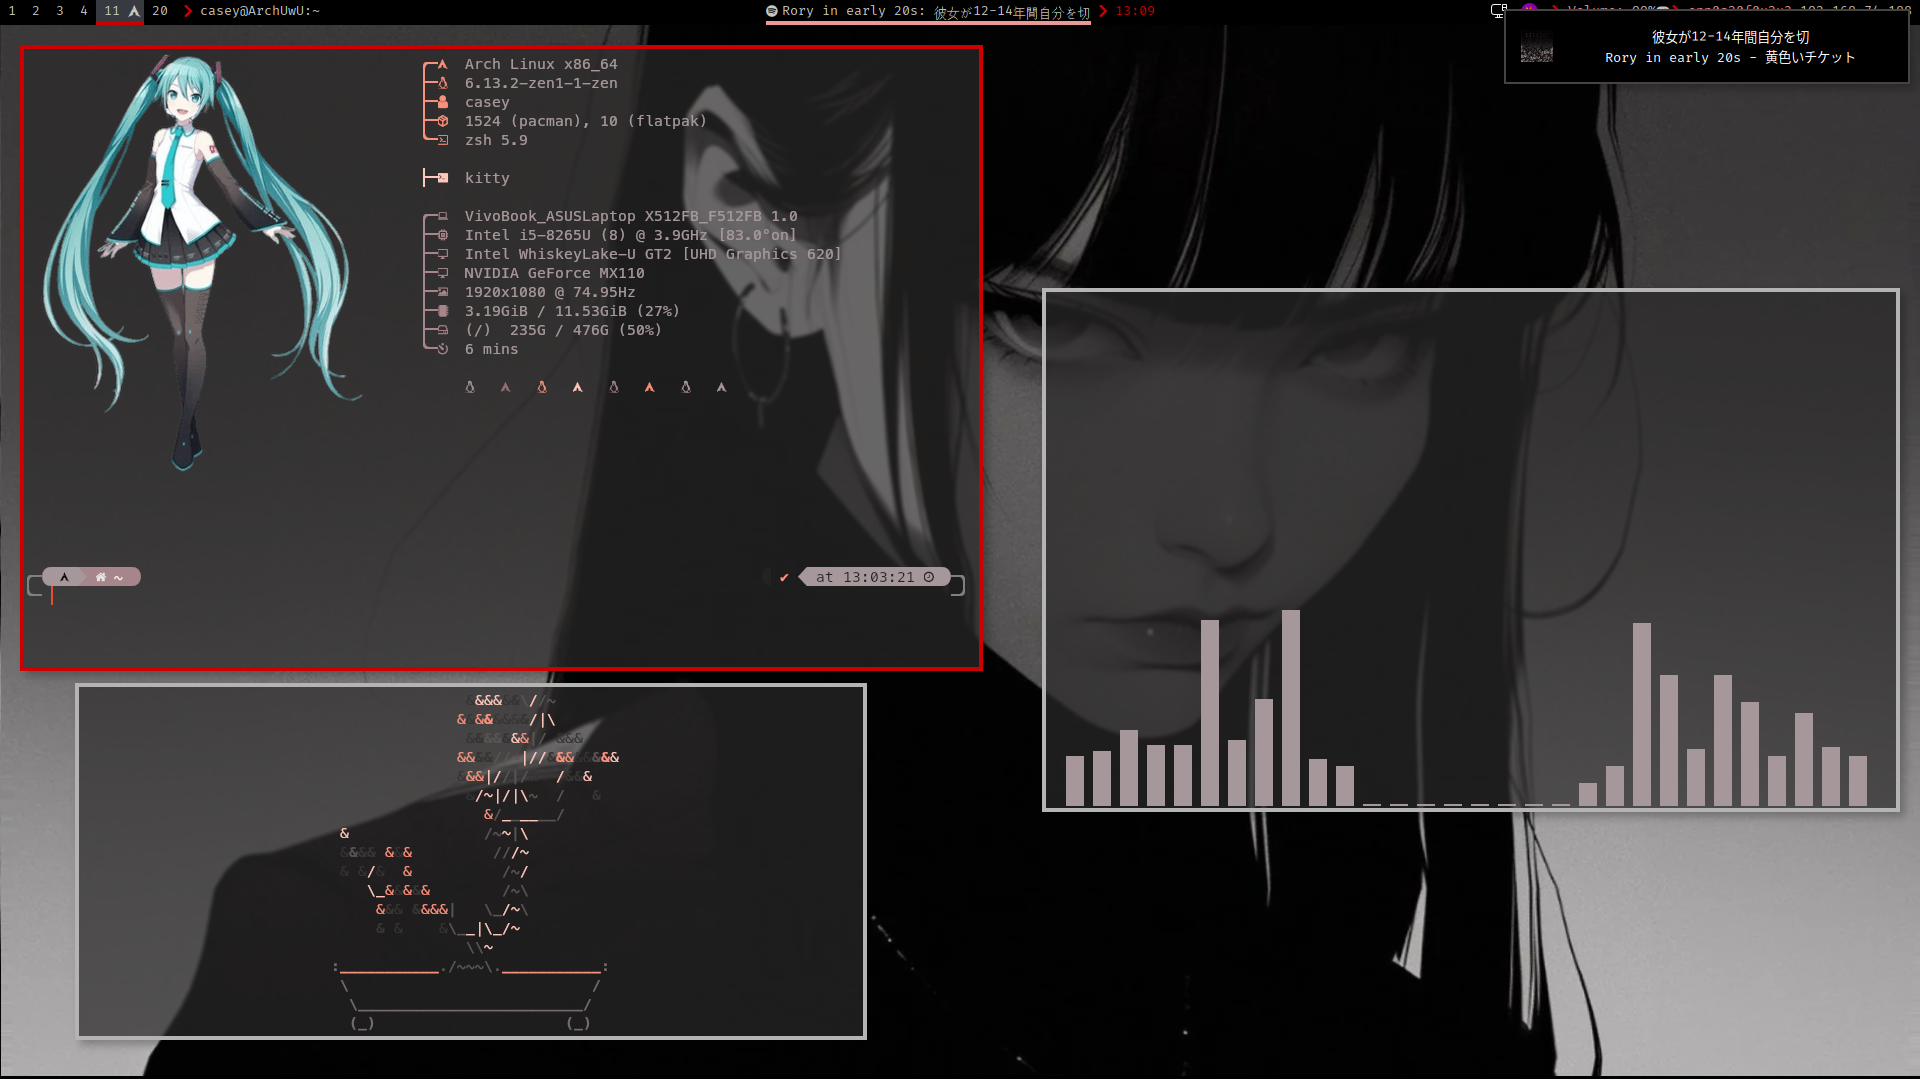 1 2 3 4 11 20 casey@ArchUwU:~
Rory in early 20s: 彼女が12-14年間自分を切 13:09
彼女が12-14年間自分を切
Rory in early 20s - 黄色いチケット
Arch Linux x86_64
6.13.2-zen1-1-zen
casey
1524 (pacman), 10 (flatpak)
zsh 5.9
kitty
VivoBook_ASUSLaptop X512FB_F512FB 1.0
Intel i5-8265U (8) @ 3.9GHz [83.0°on]
Intel WhiskeyLake-U GT2 [UHD Graphics 620]
NVIDIA GeForce MX110
1920x1080 @ 74.95Hz
3.19GiB / 11.53GiB (27%)
(/) 235G / 476G (50%)
6 mins
~
✔ at 13:03:21